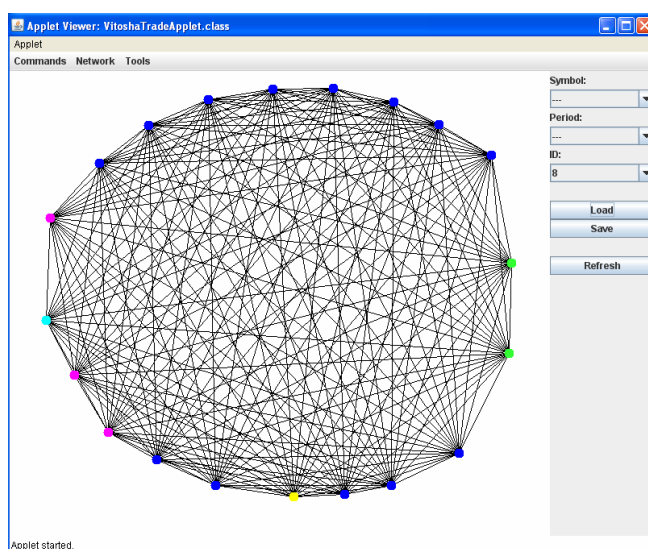 Applet Viewer: VitoshaTradeApplet.class
Applet
Commands Network Tools
Symbol:
---
Period:
---
ID:
8
Load
Save
Refresh
Applet started.